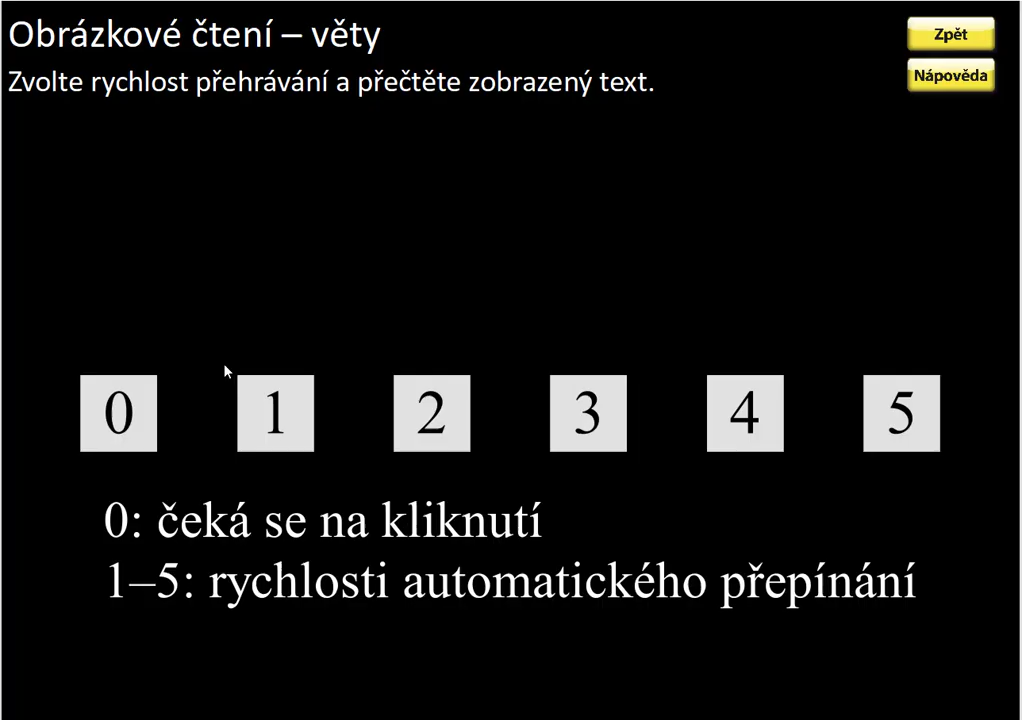 Obrázkové čtení – věty
Zpět
Zvolte rychlost přehrávání a přečtěte zobrazený text.
Nápověda
0 1 2 3 4 5
0: čeká se na kliknutí
1–5: rychlosti automatického přepínání